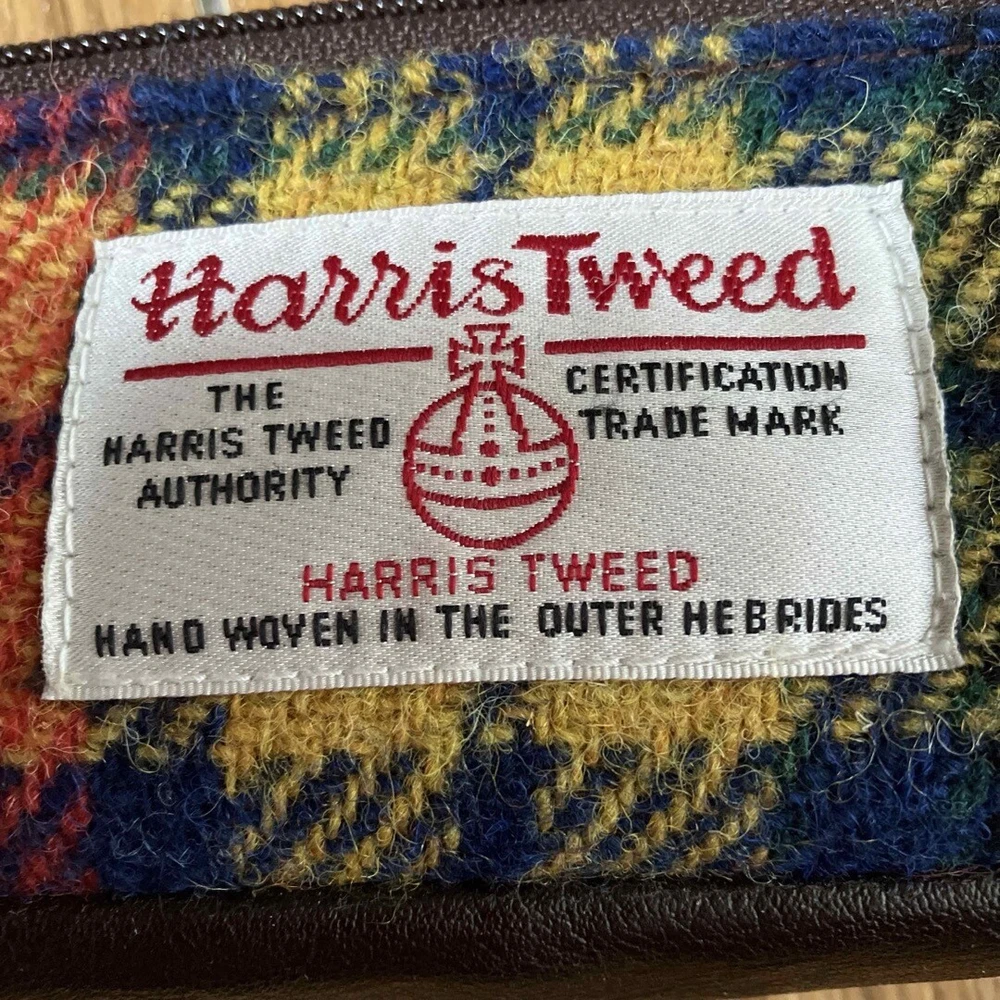 Harris Tweed
THE
HARRIS TWEED
AUTHORITY
CERTIFICATION
TRADE MARK
HARRIS TWEED
HAND WOVEN IN THE OUTER HEBRIDES